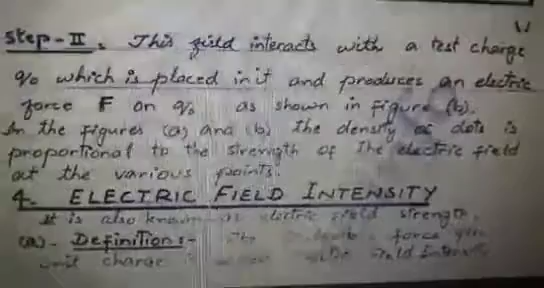 Step-II. This field interacts with a test charge
q₀ which is placed in it and produces an electric
force F on q₀ as shown in figure (b).
In the figures (a) and (b) the density of dots is
proportional to the strength of the electric field
at the various points.
4. ELECTRIC FIELD INTENSITY
It is also known as electric field strength.
(a)- Definition:- The force per
unit charge field intensity